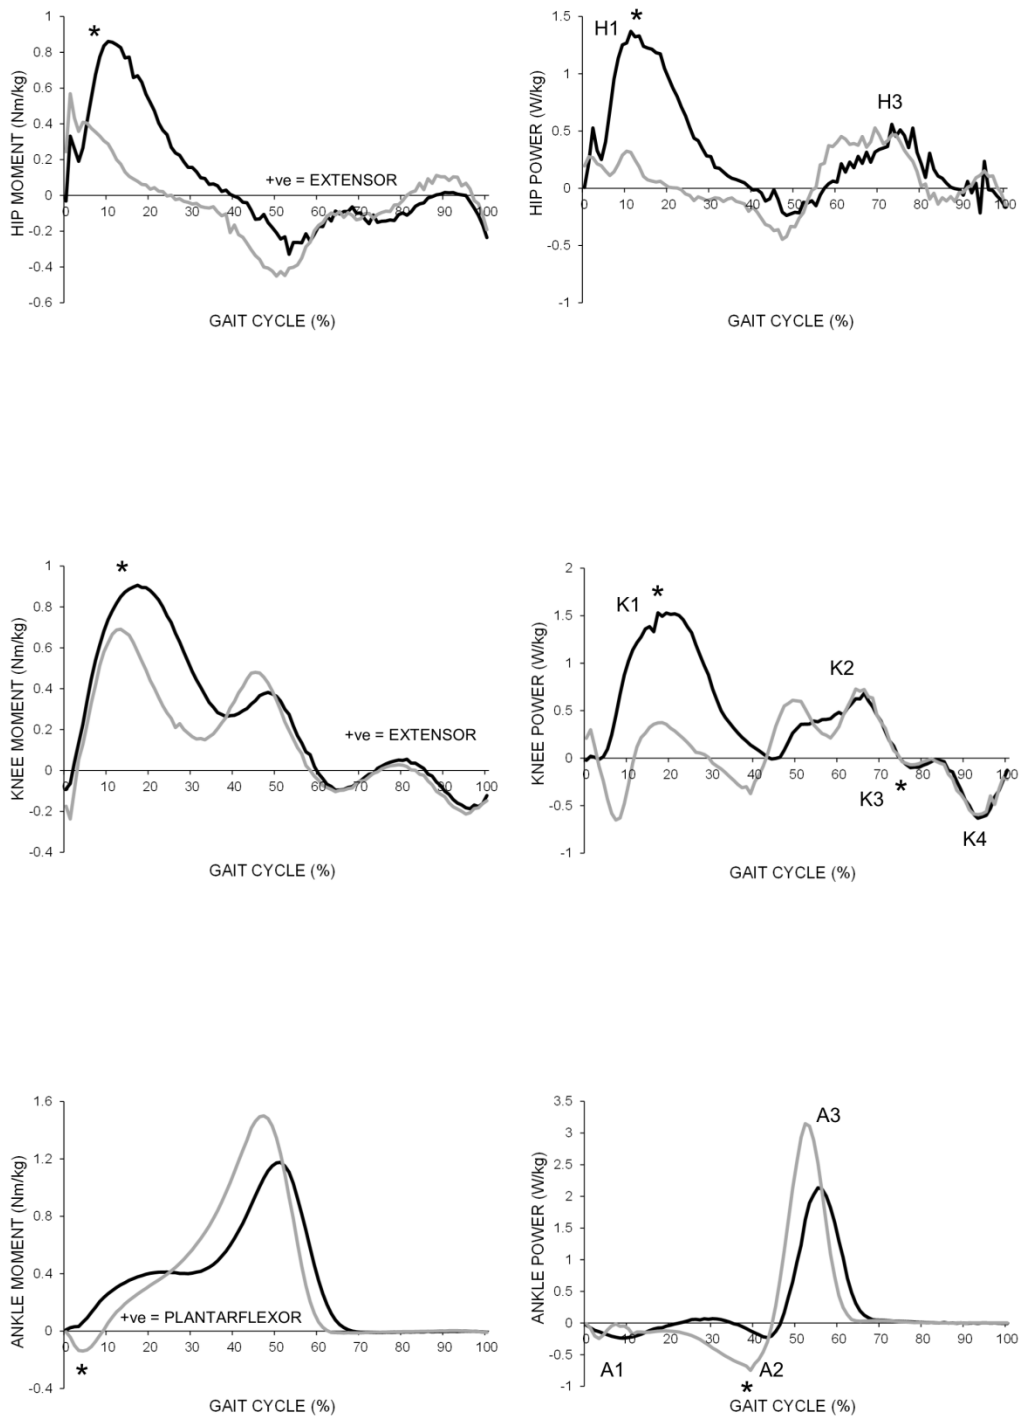 HIP MOMENT (Nm/kg)
1
0.8
0.6
0.4
0.2
0
-0.2
-0.4
-0.6
*
+ve = EXTENSOR
0 10 20 30 40 50 60 70 80 90 100
GAIT CYCLE (%)
HIP POWER (W/kg)
1.5
1
0.5
0
-0.5
-1
H1 *
H3
0 10 20 30 40 50 60 70 80 90 100
GAIT CYCLE (%)
KNEE MOMENT (Nm/kg)
1
0.8
0.6
0.4
0.2
0
-0.2
-0.4
*
+ve = EXTENSOR
0 10 20 30 40 50 60 70 80 90 100
GAIT CYCLE (%)
KNEE POWER (W/kg)
2
1.5
1
0.5
0
-0.5
-1
K1 *
K2
0 10 20 30 40 50 60 70 80 90 100
K3 *
K4
GAIT CYCLE (%)
ANKLE MOMENT (Nm/kg)
1.6
1.2
0.8
0.4
0
-0.4
+ve = PLANTARFLEXOR
0 10 20 30 40 50 60 70 80 90 100
*
GAIT CYCLE (%)
ANKLE POWER (W/kg)
3.5
3
2.5
2
1.5
1
0.5
0
-0.5
-1
A3
0 10 20 30 40 50 60 70 80 90 100
A1 A2
*
GAIT CYCLE (%)